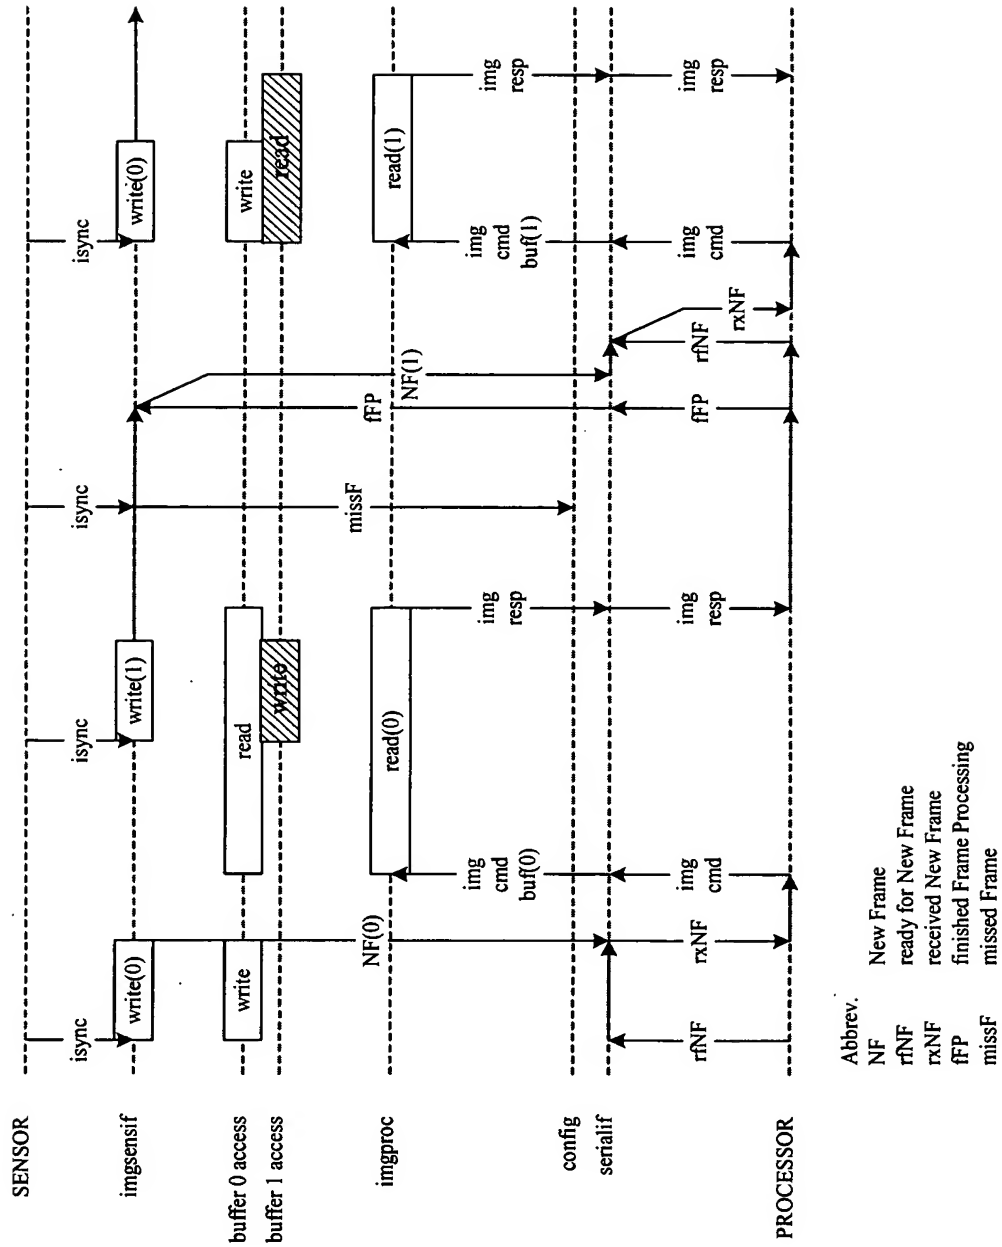 SENSOR
isync
isync
isync
isync
imgsensif
write(0)
write(1)
write(0)
buffer 0 access
write
read
write
buffer 1 access
write
read
NF(0)
missF
fFP
NF(1)
imgproc
read(0)
read(1)
img
cmd
buf(0)
img
resp
img
cmd
buf(1)
img
resp
config
serialif
rfNF
rxNF
img
cmd
img
resp
fFP
rfNF
rxNF
img
cmd
img
resp
PROCESSOR
Abbrev.
NF New Frame
rfNF ready for New Frame
rxNF received New Frame
fFP finished Frame Processing
missF missed Frame